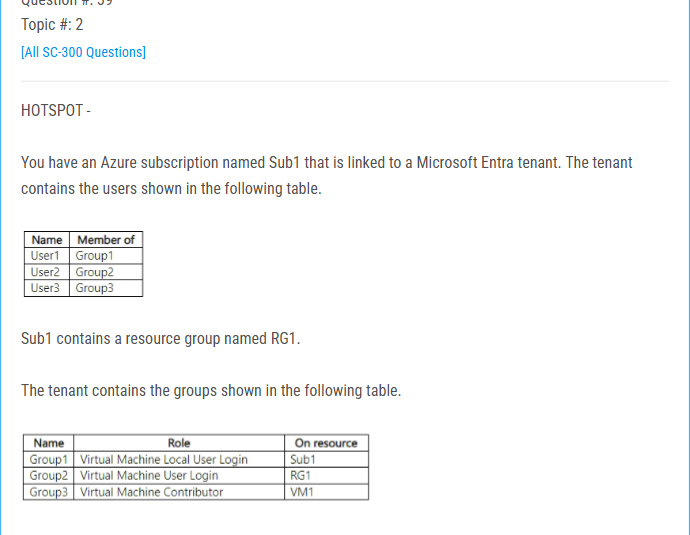 Question #: 39
Topic #: 2
[All SC-300 Questions]
HOTSPOT -
You have an Azure subscription named Sub1 that is linked to a Microsoft Entra tenant. The tenant
contains the users shown in the following table.
Name Member of
User1 Group1
User2 Group2
User3 Group3
Sub1 contains a resource group named RG1.
The tenant contains the groups shown in the following table.
Name Role On resource
Group1 Virtual Machine Local User Login Sub1
Group2 Virtual Machine User Login RG1
Group3 Virtual Machine Contributor VM1